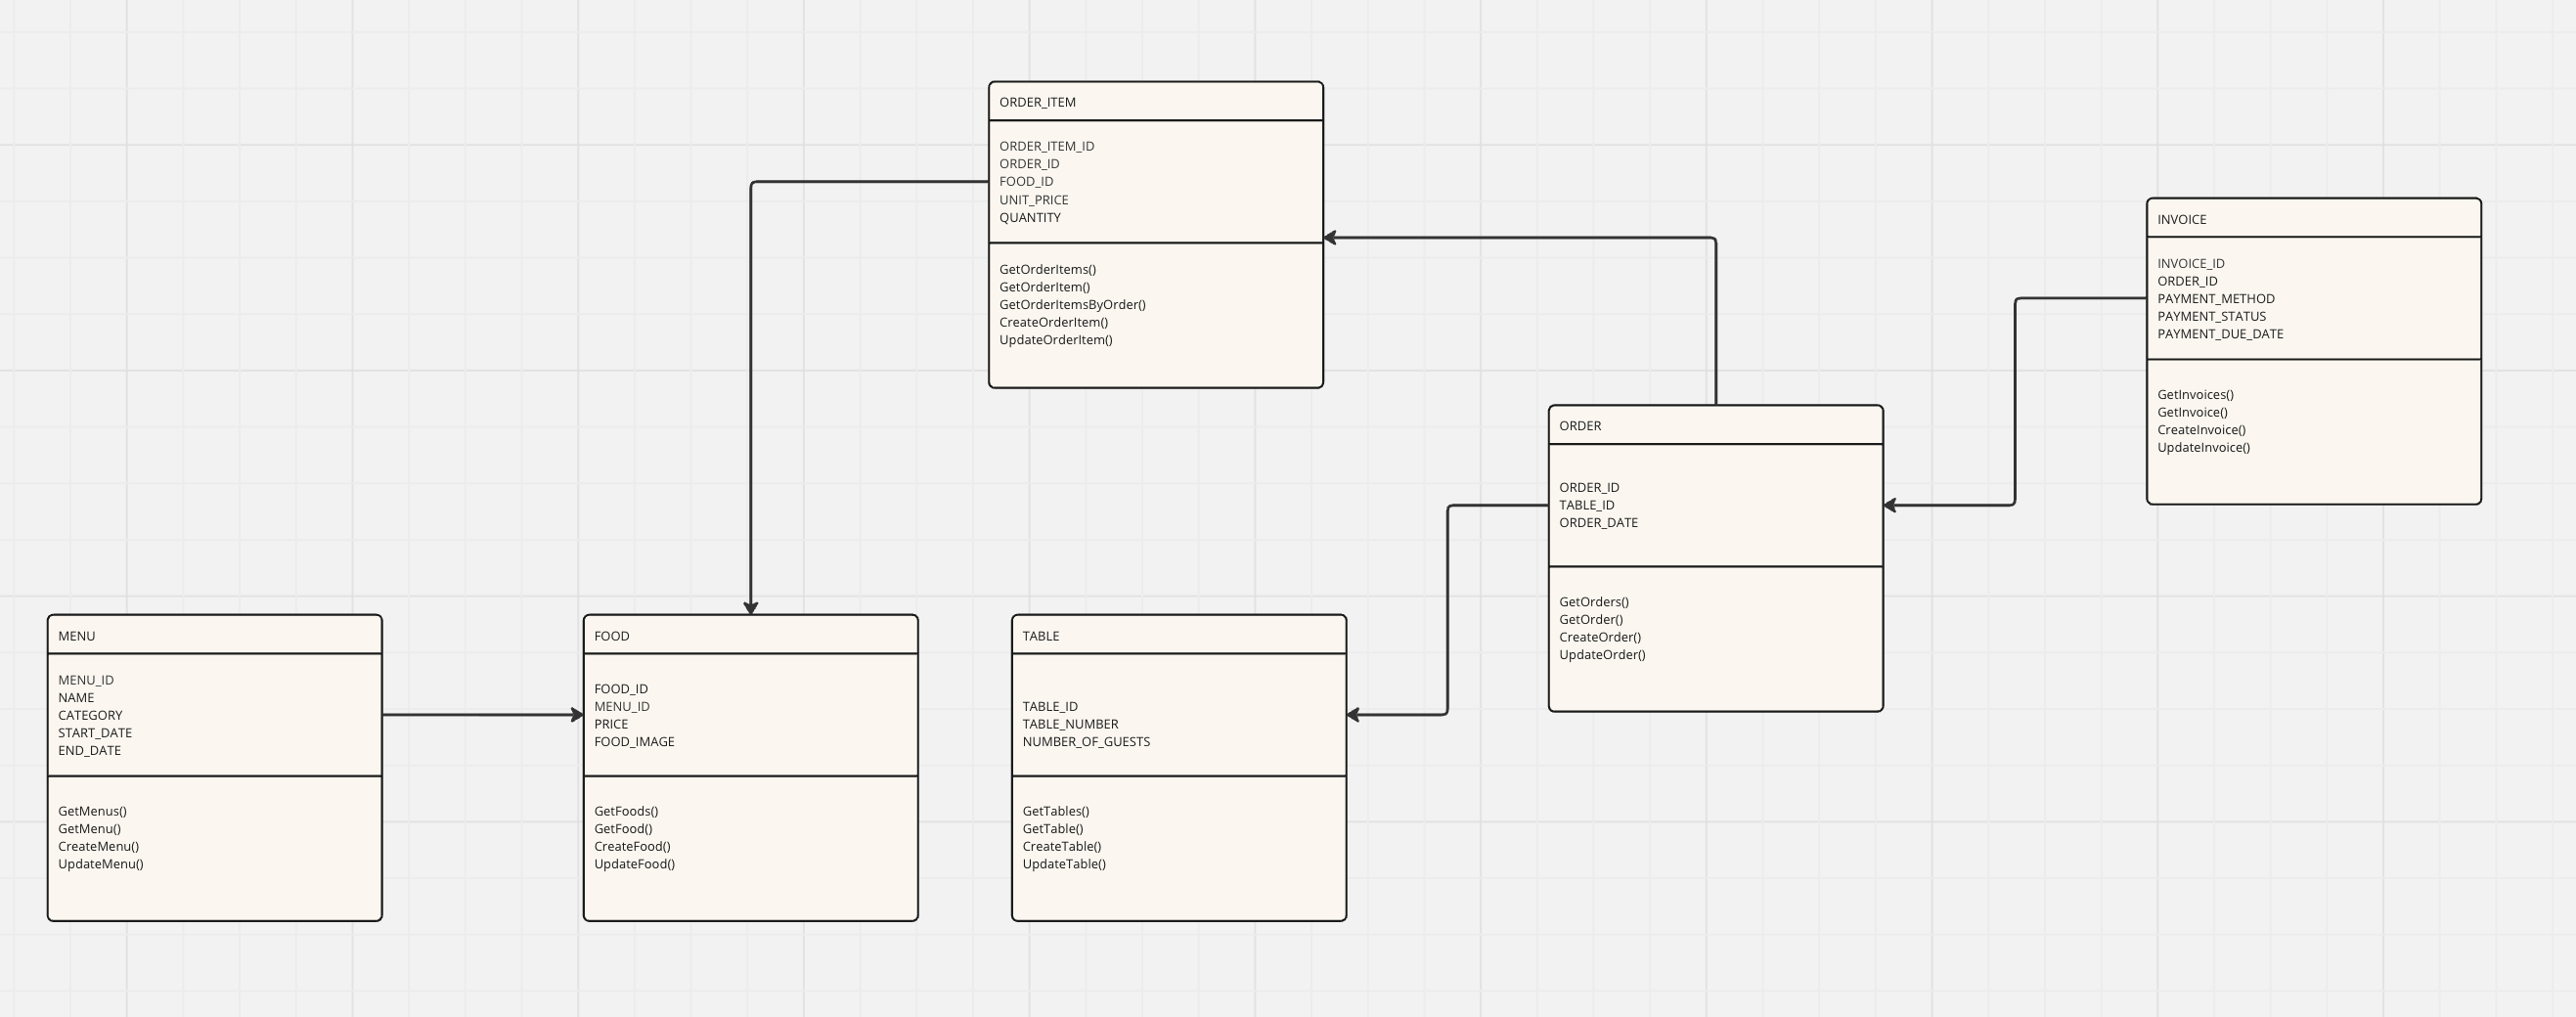 ORDER_ITEM
ORDER_ITEM_ID
ORDER_ID
FOOD_ID
UNIT_PRICE
QUANTITY
GetOrderItems()
GetOrderItem()
GetOrderItemsByOrder()
CreateOrderItem()
UpdateOrderItem()
INVOICE
INVOICE_ID
ORDER_ID
PAYMENT_METHOD
PAYMENT_STATUS
PAYMENT_DUE_DATE
GetInvoices()
GetInvoice()
CreateInvoice()
UpdateInvoice()
ORDER
ORDER_ID
TABLE_ID
ORDER_DATE
GetOrders()
GetOrder()
CreateOrder()
UpdateOrder()
MENU
MENU_ID
NAME
CATEGORY
START_DATE
END_DATE
GetMenus()
GetMenu()
CreateMenu()
UpdateMenu()
FOOD
FOOD_ID
MENU_ID
PRICE
FOOD_IMAGE
GetFoods()
GetFood()
CreateFood()
UpdateFood()
TABLE
TABLE_ID
TABLE_NUMBER
NUMBER_OF_GUESTS
GetTables()
GetTable()
CreateTable()
UpdateTable()